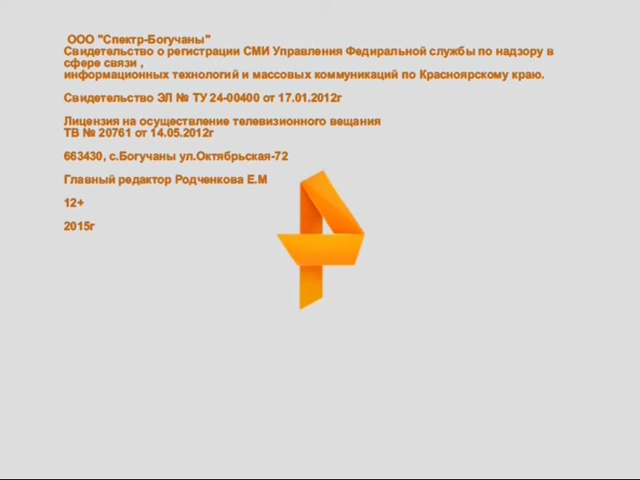 ООО "Спектр-Богучаны"
Свидетельство о регистрации СМИ Управления Федиральной службы по надзору в
сфере связи ,
информационных технологий и массовых коммуникаций по Красноярскому краю.
Свидетельство ЭЛ № ТУ 24-00400 от 17.01.2012г
Лицензия на осуществление телевизионного вещания
ТВ № 20761 от 14.05.2012г
663430, с.Богучаны ул.Октябрьская-72
Главный редактор Родченкова Е.М
12+
2015г